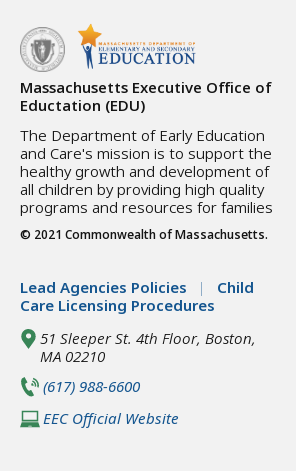 MASSACHUSETTS DEPARTMENT OF
ELEMENTARY AND SECONDARY
EDUCATION
Massachusetts Executive Office of
Eductation (EDU)
The Department of Early Education
and Care's mission is to support the
healthy growth and development of
all children by providing high quality
programs and resources for families
© 2021 Commonwealth of Massachusetts.
Lead Agencies Policies | Child
Care Licensing Procedures
51 Sleeper St. 4th Floor, Boston,
MA 02210
(617) 988-6600
EEC Official Website